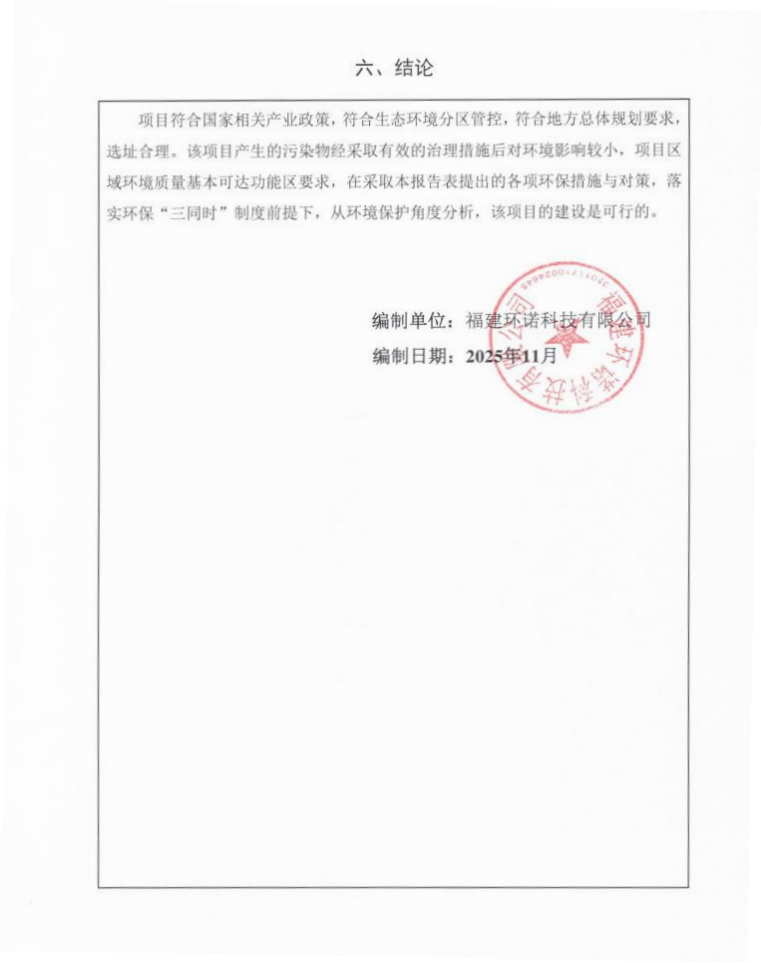 六、结论
项目符合国家相关产业政策，符合生态环境分区管控，符合地方总体规划要求，
选址合理。该项目产生的污染物经采取有效的治理措施后对环境影响较小，项目区
域环境质量基本可达功能区要求，在采取本报告表提出的各项环保措施与对策，落
实环保“三同时”制度前提下，从环境保护角度分析，该项目的建设是可行的。
编制单位：福建环诺科技有限公司
编制日期：2025年11月
福建环诺科技有限公司